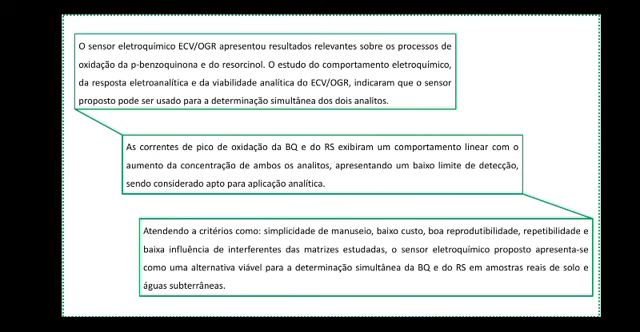 O sensor eletroquímico ECV/OGR apresentou resultados relevantes sobre os processos de
oxidação da p-benzoquinona e do resorcinol. O estudo do comportamento eletroquímico,
da resposta eletroanalítica e da viabilidade analítica do ECV/OGR, indicaram que o sensor
proposto pode ser usado para a determinação simultânea dos dois analitos.
As correntes de pico de oxidação da BQ e do RS exibiram um comportamento linear com o
aumento da concentração de ambos os analitos, apresentando um baixo limite de detecção,
sendo considerado apto para aplicação analítica.
Atendendo a critérios como: simplicidade de manuseio, baixo custo, boa reprodutibilidade, repetibilidade e
baixa influência de interferentes das matrizes estudadas, o sensor eletroquímico proposto apresenta-se
como uma alternativa viável para a determinação simultânea da BQ e do RS em amostras reais de solo e
águas subterrâneas.